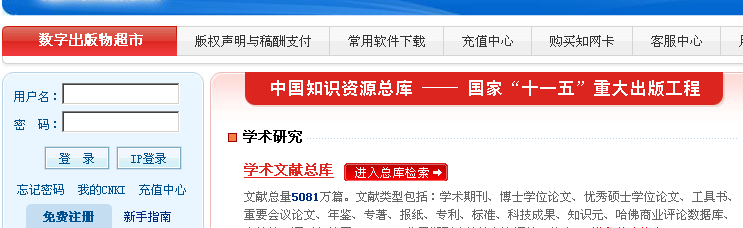 数字出版物超市 版权声明与稿酬支付 常用软件下载 充值中心 购买知网卡 客服中心
用户名：
密 码：
登 录 IP登录
忘记密码 我的CNKI 充值中心
免费注册 新手指南
中国知识资源总库 —— 国家“十一五”重大出版工程
学术研究
学术文献总库 进入总库检索
文献总量5081万篇。文献类型包括：学术期刊、博士学位论文、优秀硕士学位论文、工具书、
重要会议论文、年鉴、专著、报纸、专利、标准、科技成果、知识元、哈佛商业评论数据库、